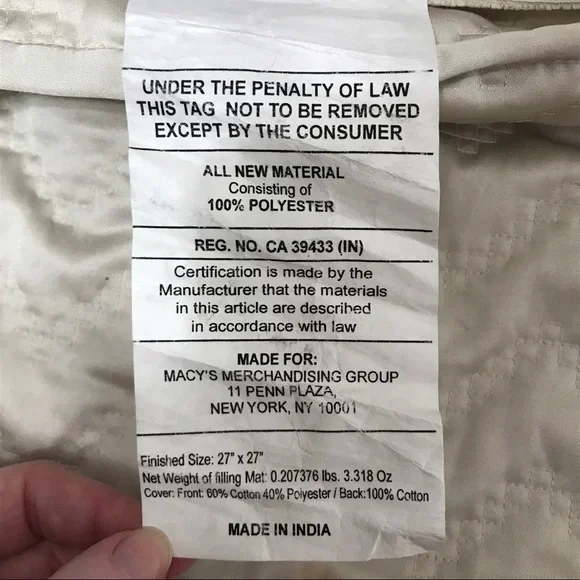 UNDER THE PENALTY OF LAW
THIS TAG NOT TO BE REMOVED
EXCEPT BY THE CONSUMER
ALL NEW MATERIAL
Consisting of
100% POLYESTER
REG. NO. CA 39433 (IN)
Certification is made by the
Manufacturer that the materials
in this article are described
in accordance with law
MADE FOR:
MACY'S MERCHANDISING GROUP
11 PENN PLAZA,
NEW YORK, NY 10001
Finished Size: 27" x 27"
Net Weight of filling Mat: 0.207376 lbs. 3.318 Oz
Cover: Front: 60% Cotton 40% Polyester / Back:100% Cotton
MADE IN INDIA